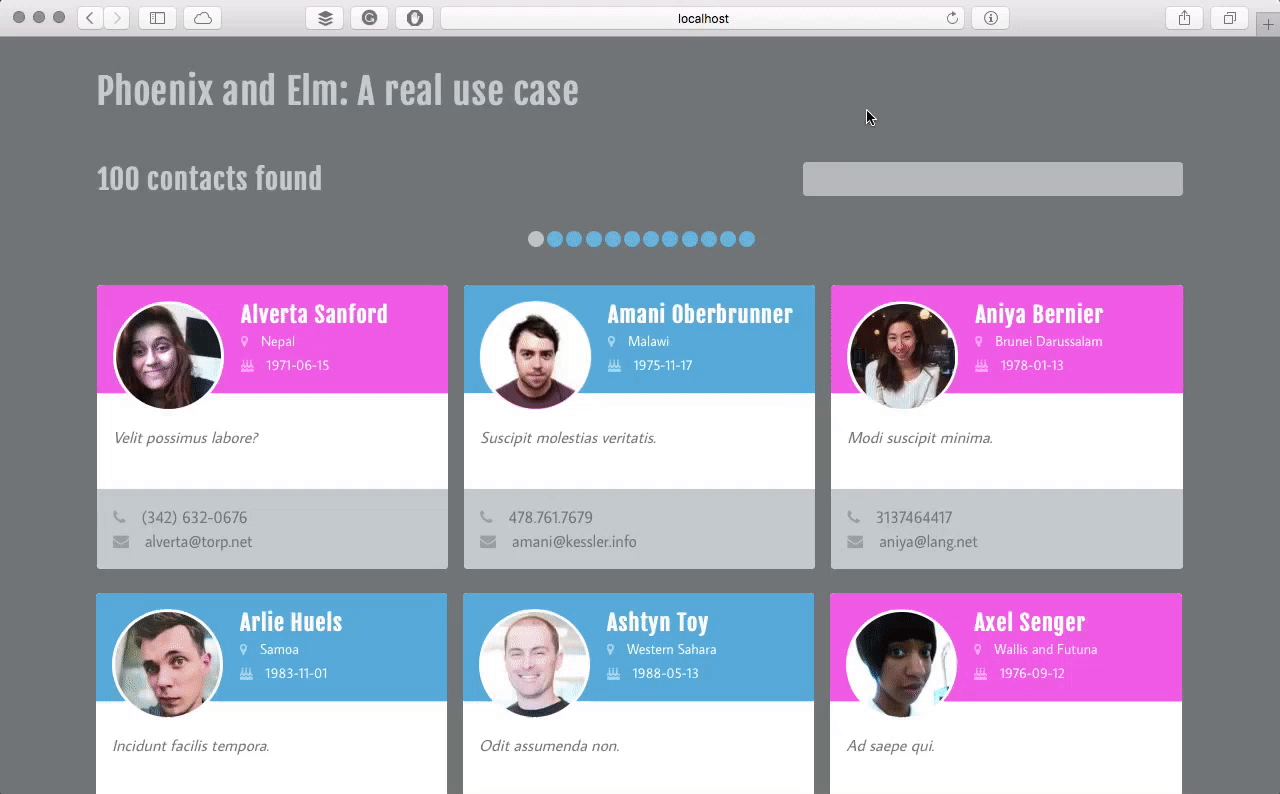 localhost
Phoenix and Elm: A real use case
100 contacts found
Alverta Sanford
Nepal
1971-06-15
Velit possimus labore?
(342) 632-0676
alverta@torp.net
Amani Oberbrunner
Malawi
1975-11-17
Suscipit molestias veritatis.
478.761.7679
amani@kessler.info
Aniya Bernier
Brunei Darussalam
1978-01-13
Modi suscipit minima.
3137464417
aniya@lang.net
Arlie Huels
Samoa
1983-11-01
Incidunt facilis tempora.
Ashtyn Toy
Western Sahara
1988-05-13
Odit assumenda non.
Axel Senger
Wallis and Futuna
1976-09-12
Ad saepe qui.